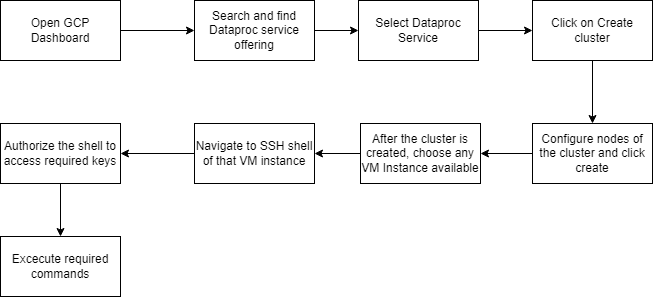 Open GCP
Dashboard
Search and find
Dataproc service
offering
Select Dataproc
Service
Click on Create
cluster
Configure nodes of
the cluster and click
create
After the cluster is
created, choose any
VM Instance available
Navigate to SSH shell
of that VM instance
Authorize the shell to
access required keys
Excecute required
commands